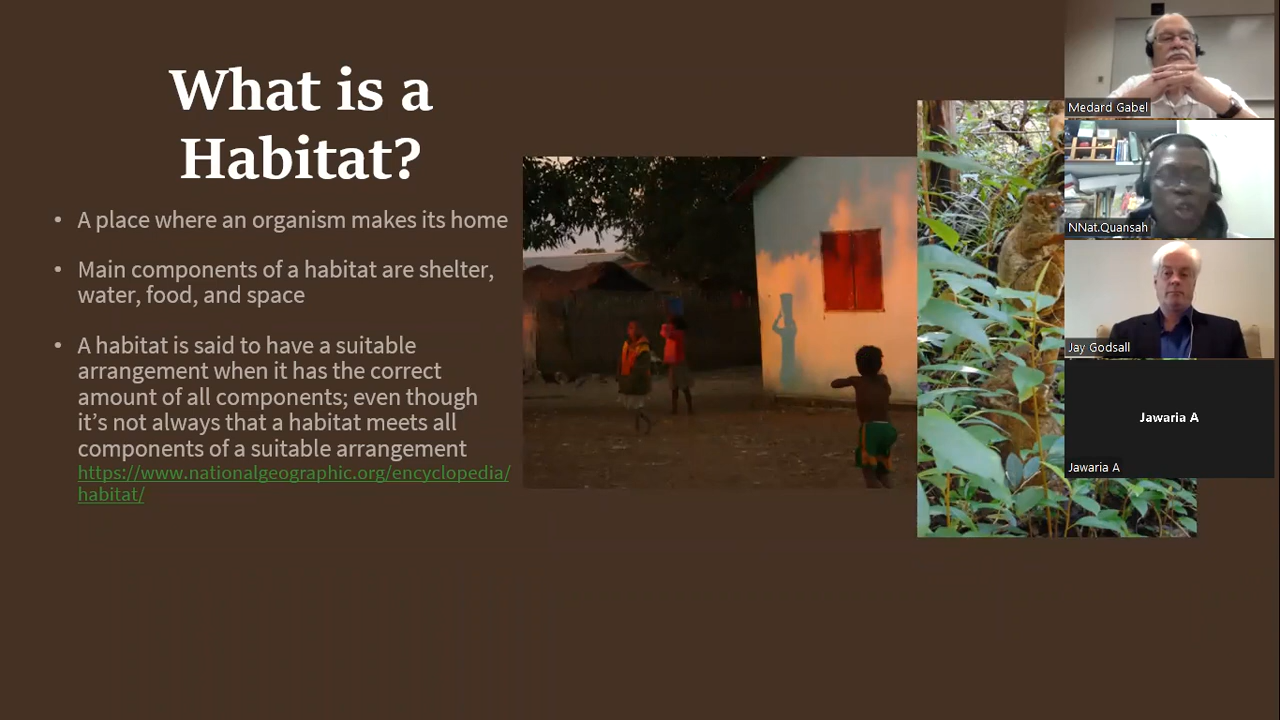 What is a
Habitat?
• A place where an organism makes its home
• Main components of a habitat are shelter,
water, food, and space
• A habitat is said to have a suitable
arrangement when it has the correct
amount of all components; even though
it’s not always that a habitat meets all
components of a suitable arrangement
https://www.nationalgeographic.org/encyclopedia/
habitat/
Medard Gabel
NNat.Quansah
Jay Godsall
Jawaria A
Jawaria A